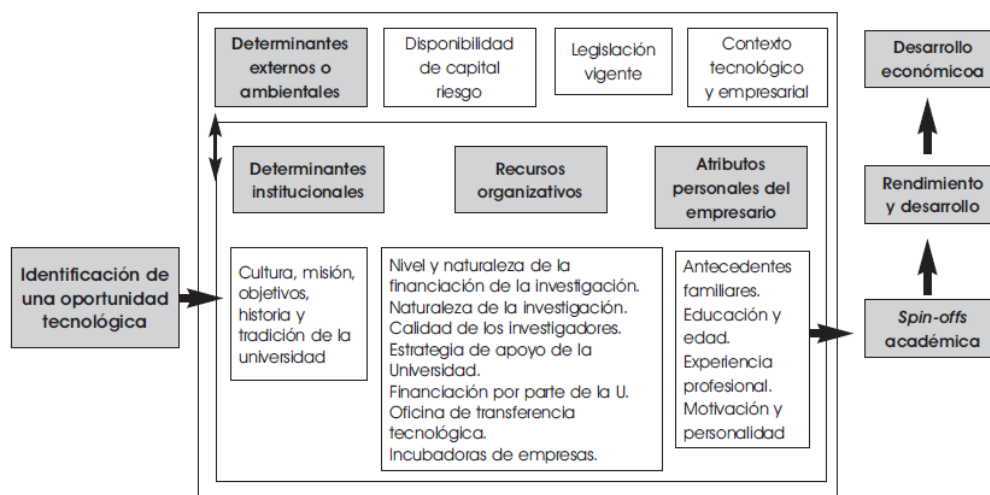 Determinantes
externos o
ambientales
Disponibilidad
de capital
riesgo
Legislación
vigente
Contexto
tecnológico
y empresarial
Desarrollo
económicoa
Determinantes
institucionales
Recursos
organizativos
Atributos
personales del
empresario
Rendimiento
y desarrollo
Identificación de
una oportunidad
tecnológica
Cultura, misión,
objetivos,
historia y
tradición de la
universidad
Nivel y naturaleza de la
financiación de la investigación.
Naturaleza de la investigación.
Calidad de los investigadores.
Estrategia de apoyo de la
Universidad.
Financiación por parte de la U.
Oficina de transferencia
tecnológica.
Incubadoras de empresas.
Antecedentes
familiares.
Educación y
edad.
Experiencia
profesional.
Motivación y
personalidad
Spin-offs
académica